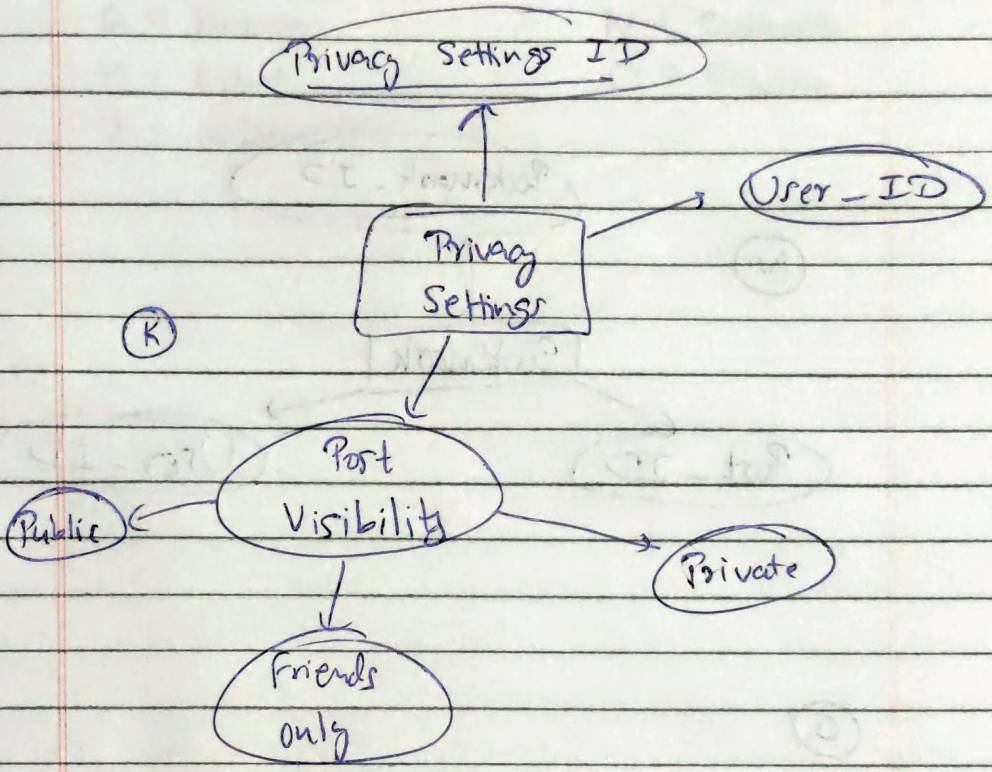 Privacy Settings ID
User_ID
Privacy
Settings
K
Post
Visibility
Public
Private
Friends
only